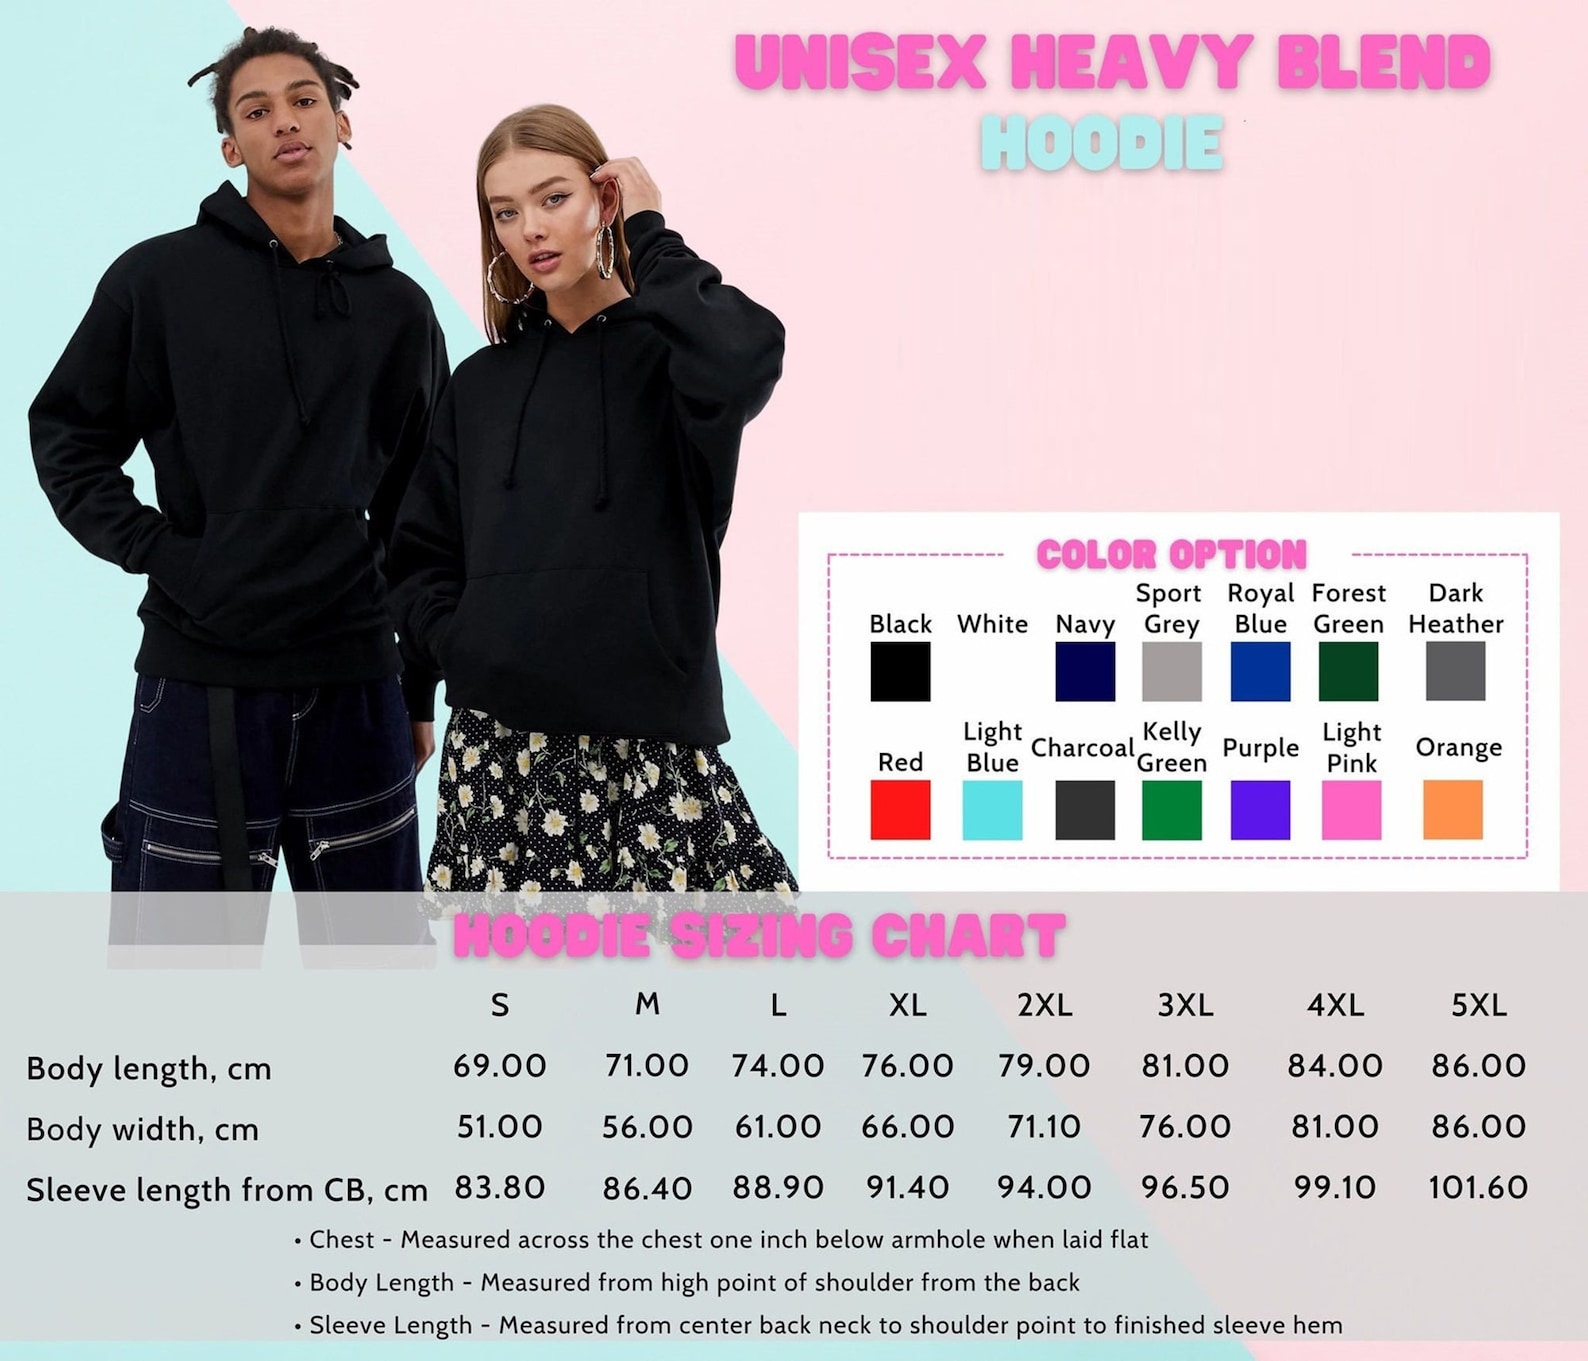 UNISEX HEAVY BLEND
HOODIE
COLOR OPTION
Black White Navy Sport Grey Royal Blue Forest Green Dark Heather
Red Light Blue Charcoal Kelly Green Purple Light Pink Orange
HOODIE SIZING CHART
S M L XL 2XL 3XL 4XL 5XL
Body length, cm 69.00 71.00 74.00 76.00 79.00 81.00 84.00 86.00
Body width, cm 51.00 56.00 61.00 66.00 71.10 76.00 81.00 86.00
Sleeve length from CB, cm 83.80 86.40 88.90 91.40 94.00 96.50 99.10 101.60
• Chest - Measured across the chest one inch below armhole when laid flat
• Body Length - Measured from high point of shoulder from the back
• Sleeve Length - Measured from center back neck to shoulder point to finished sleeve hem